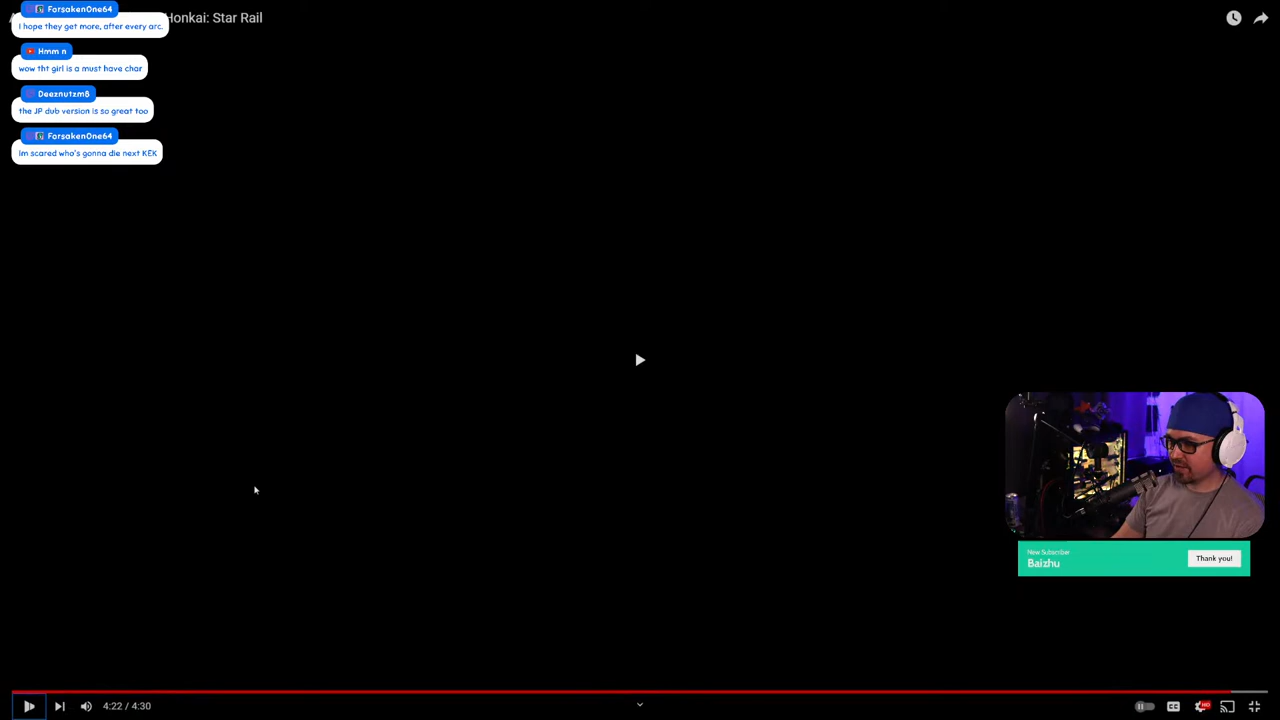 Honkai: Star Rail
ForsakenOne64
I hope they get more, after every arc.
Hmm n
wow tht girl is a must have char
Deeznutzm8
the JP dub version is so great too
ForsakenOne64
Im scared who's gonna die next KEK
New Subscriber
Baizhu
Thank you!
4:22 / 4:30
CC
HD